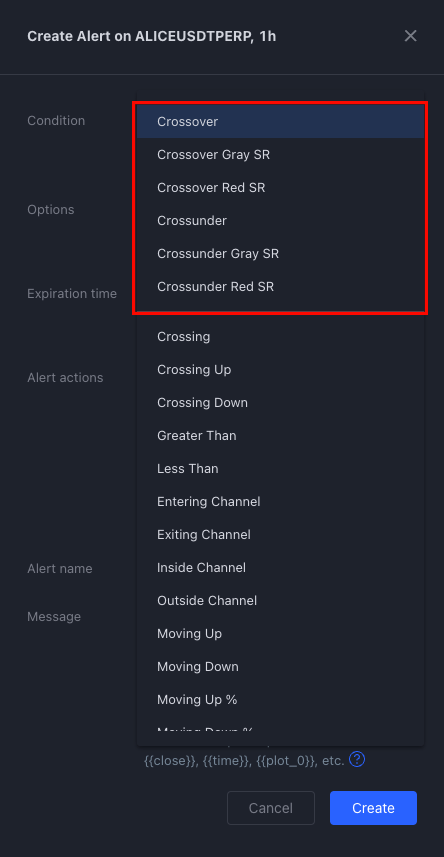 Create Alert on ALICEUSDTPERP, 1h
Condition
Crossover
Crossover Gray SR
Crossover Red SR
Options
Crossunder
Crossunder Gray SR
Expiration time
Crossunder Red SR
Crossing
Crossing Up
Alert actions
Crossing Down
Greater Than
Less Than
Entering Channel
Exiting Channel
Alert name
Inside Channel
Outside Channel
Message
Moving Up
Moving Down
Moving Up %
Moving Down %
{{close}}, {{time}}, {{plot_0}}, etc. ?
Cancel
Create